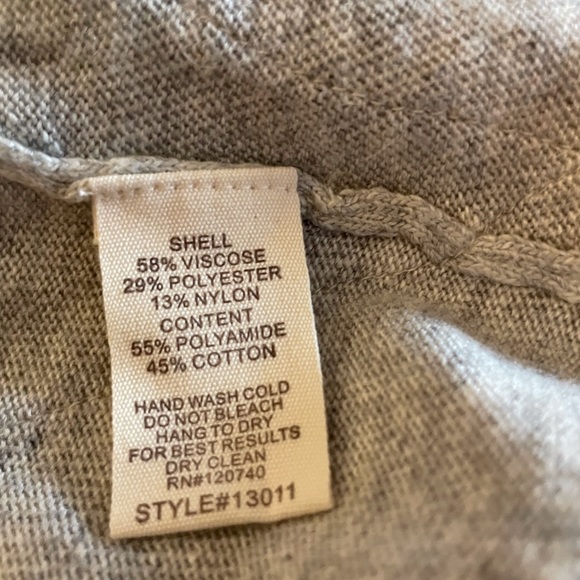 SHELL
58% VISCOSE
29% POLYESTER
13% NYLON
CONTENT
55% POLYAMIDE
45% COTTON
HAND WASH COLD
DO NOT BLEACH
HANG TO DRY
FOR BEST RESULTS
DRY CLEAN
RN#120740
STYLE#13011